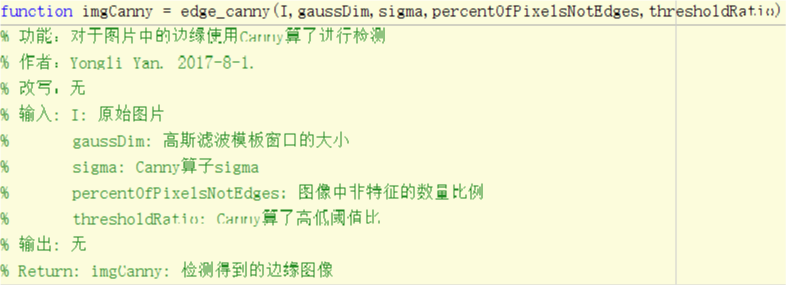 function imgCanny = edge_canny(I,gaussDim,sigma,percentOfPixelsNotEdges,thresholdRatio)
% 功能: 对于图片中的边缘使用Canny算了进行检测
% 作者: Yongli Yan. 2017-8-1.
% 改写: 无
% 输入: I: 原始图片
% gaussDim: 高斯滤波模板窗口的大小
% sigma: Canny算子sigma
% percentOfPixelsNotEdges: 图像中非特征的数量比例
% thresholdRatio: Canny算了高低阈值比
% 输出: 无
% Return: imgCanny: 检测得到的边缘图像